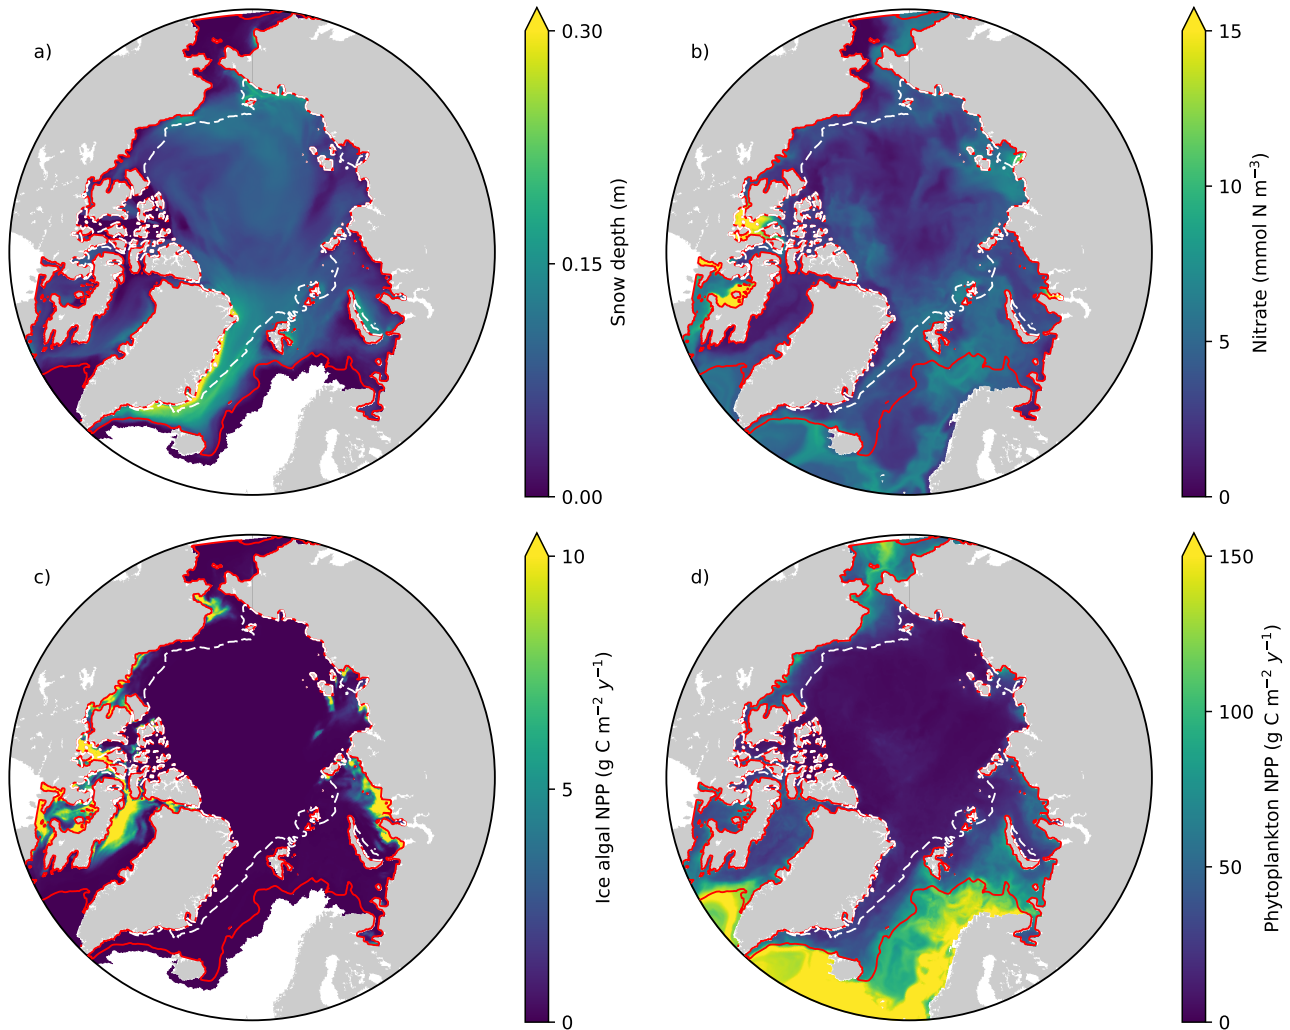 a)
0.30
0.15
0.00
Snow depth (m)
b)
15
10
5
0
Nitrate (mmol N m⁻³)
c)
10
5
0
Ice algal NPP (g C m⁻² y⁻¹)
d)
150
100
50
0
Phytoplankton NPP (g C m⁻² y⁻¹)